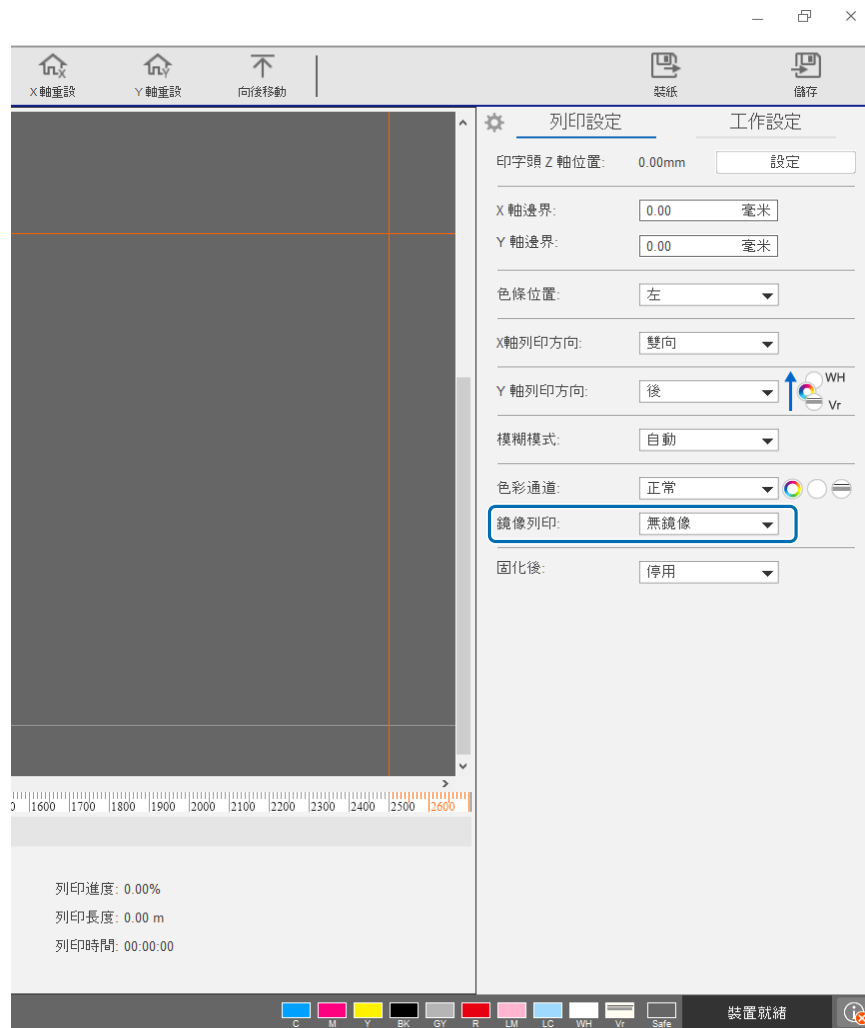 X 軸重設
Y 軸重設
向後移動
裝紙
儲存
列印設定
工作設定
印字頭 Z 軸位置:
0.00mm
設定
X 軸邊界:
0.00 毫米
Y 軸邊界:
0.00 毫米
色條位置:
左
X軸列印方向:
雙向
Y 軸列印方向:
後
WH
Vr
模糊模式:
自動
色彩通道:
正常
鏡像列印:
無鏡像
固化後:
停用
0 1600 1700 1800 1900 2000 2100 2200 2300 2400 2500 2600
列印進度: 0.00%
列印長度: 0.00 m
列印時間: 00:00:00
C M Y BK GY R LM LC WH Vr Safe
裝置就緒